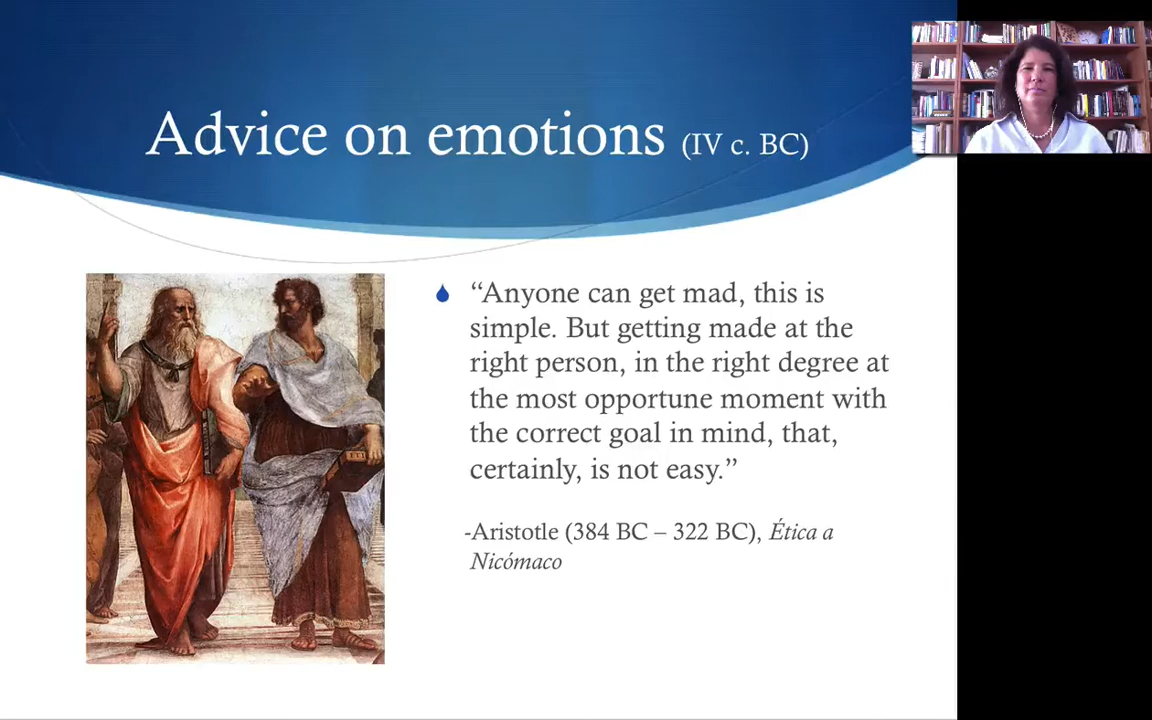 Advice on emotions (IV c. BC)
“Anyone can get mad, this is
simple. But getting made at the
right person, in the right degree at
the most opportune moment with
the correct goal in mind, that,
certainly, is not easy.”
-Aristotle (384 BC – 322 BC), Ética a
Nicómaco